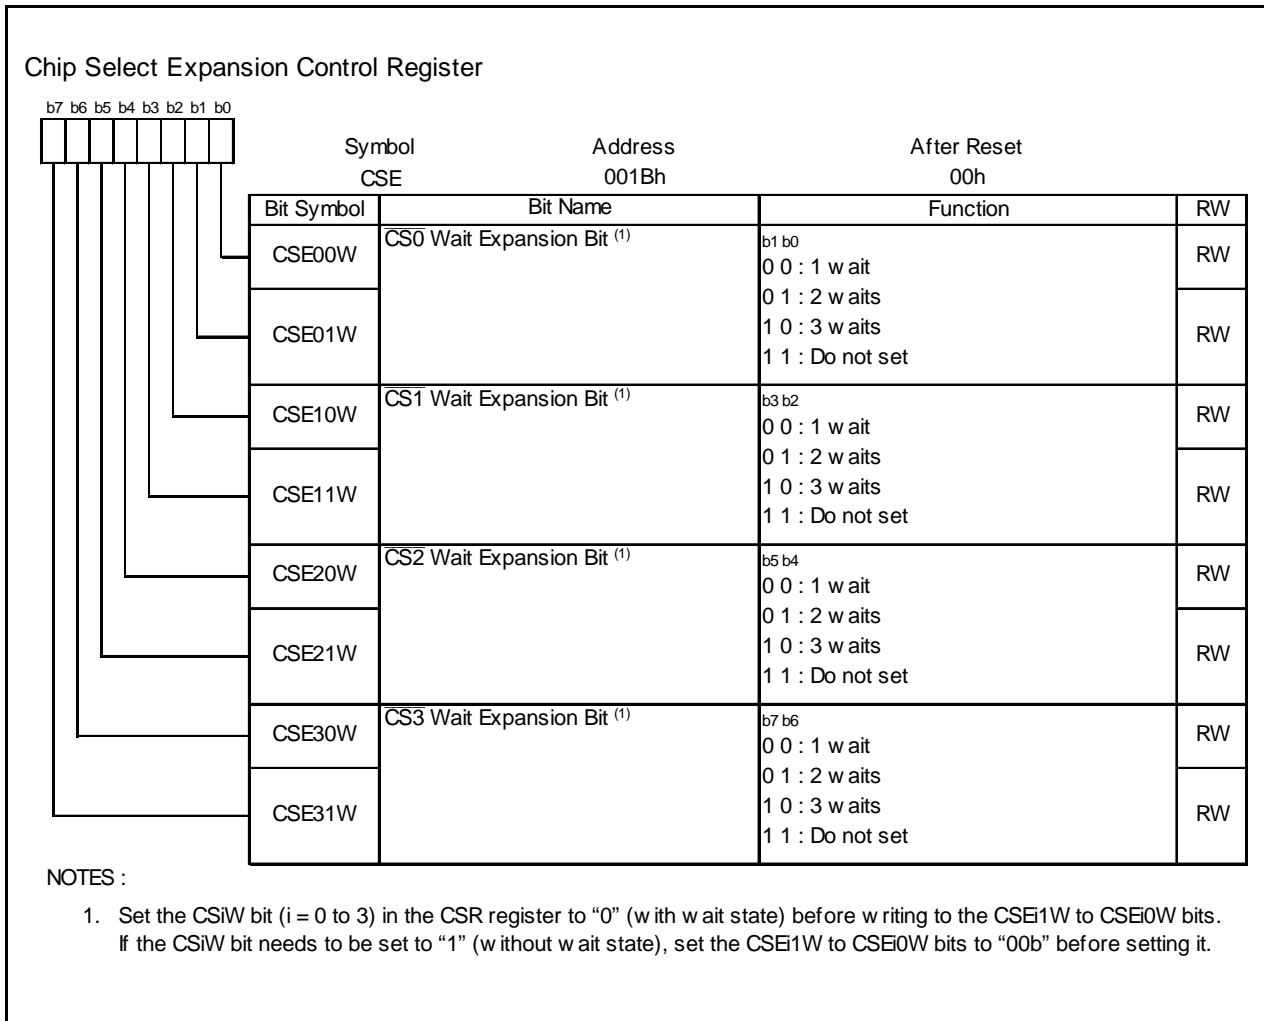 Chip Select Expansion Control Register
b7 b6 b5 b4 b3 b2 b1 b0
Symbol Address After Reset
CSE 001Bh 00h
Bit Symbol Bit Name Function RW
CSE00W CS0 Wait Expansion Bit (1) b1 b0 RW
0 0 : 1 wait
0 1 : 2 waits
CSE01W 1 0 : 3 waits RW
1 1 : Do not set
CSE10W CS1 Wait Expansion Bit (1) b3 b2 RW
0 0 : 1 wait
0 1 : 2 waits
CSE11W 1 0 : 3 waits RW
1 1 : Do not set
CSE20W CS2 Wait Expansion Bit (1) b5 b4 RW
0 0 : 1 wait
0 1 : 2 waits
CSE21W 1 0 : 3 waits RW
1 1 : Do not set
CSE30W CS3 Wait Expansion Bit (1) b7 b6 RW
0 0 : 1 wait
0 1 : 2 waits
CSE31W 1 0 : 3 waits RW
1 1 : Do not set
NOTES :
1. Set the CSiW bit (i = 0 to 3) in the CSR register to “0” (with wait state) before writing to the CSEi1W to CSEi0W bits.
If the CSiW bit needs to be set to “1” (without wait state), set the CSEi1W to CSEi0W bits to “00b” before setting it.